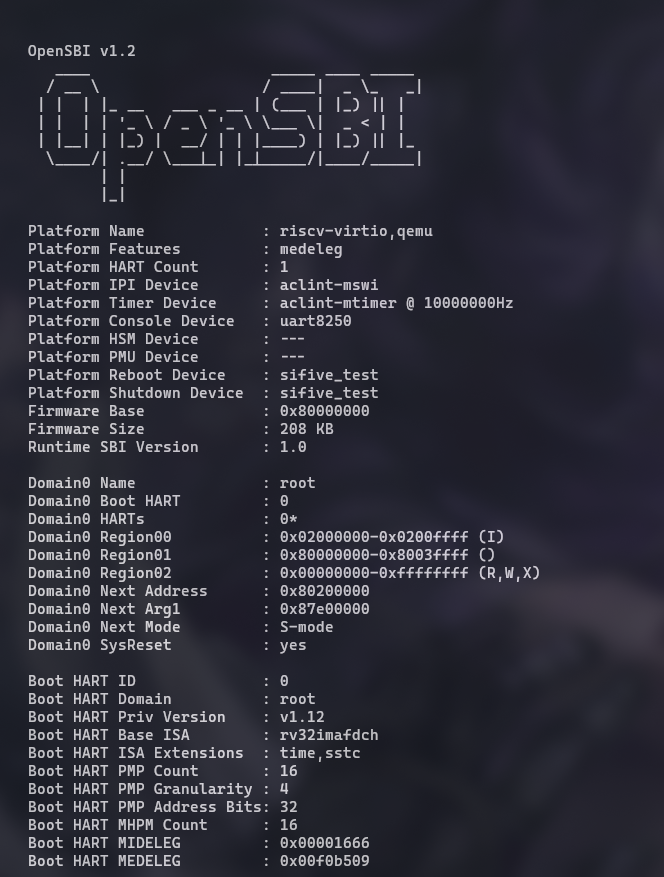 OpenSBI v1.2
   ____                    _____ ____ _____
  / __ \                  / ____|  _ \_   _|
 | |  | |_ __   ___ _ __ | (___ | |_) || |
 | |  | | '_ \ / _ \ '_ \ \___ \|  _ < | |
 | |__| | |_) |  __/ | | |____) | |_) || |_
  \____/| .__/ \___|_| |_|_____/|____/_____|
        | |
        |_|

Platform Name             : riscv-virtio,qemu
Platform Features         : medeleg
Platform HART Count       : 1
Platform IPI Device       : aclint-mswi
Platform Timer Device     : aclint-mtimer @ 10000000Hz
Platform Console Device   : uart8250
Platform HSM Device       : ---
Platform PMU Device       : ---
Platform Reboot Device    : sifive_test
Platform Shutdown Device  : sifive_test
Firmware Base             : 0x80000000
Firmware Size             : 208 KB
Runtime SBI Version       : 1.0

Domain0 Name              : root
Domain0 Boot HART         : 0
Domain0 HARTs             : 0*
Domain0 Region00          : 0x02000000-0x0200ffff (I)
Domain0 Region01          : 0x80000000-0x8003ffff ()
Domain0 Region02          : 0x00000000-0xffffffff (R,W,X)
Domain0 Next Address      : 0x80200000
Domain0 Next Arg1         : 0x87e00000
Domain0 Next Mode         : S-mode
Domain0 SysReset          : yes

Boot HART ID              : 0
Boot HART Domain          : root
Boot HART Priv Version    : v1.12
Boot HART Base ISA        : rv32imafdch
Boot HART ISA Extensions  : time,sstc
Boot HART PMP Count       : 16
Boot HART PMP Granularity : 4
Boot HART PMP Address Bits: 32
Boot HART MHPM Count      : 16
Boot HART MIDELEG         : 0x00001666
Boot HART MEDELEG         : 0x00f0b509